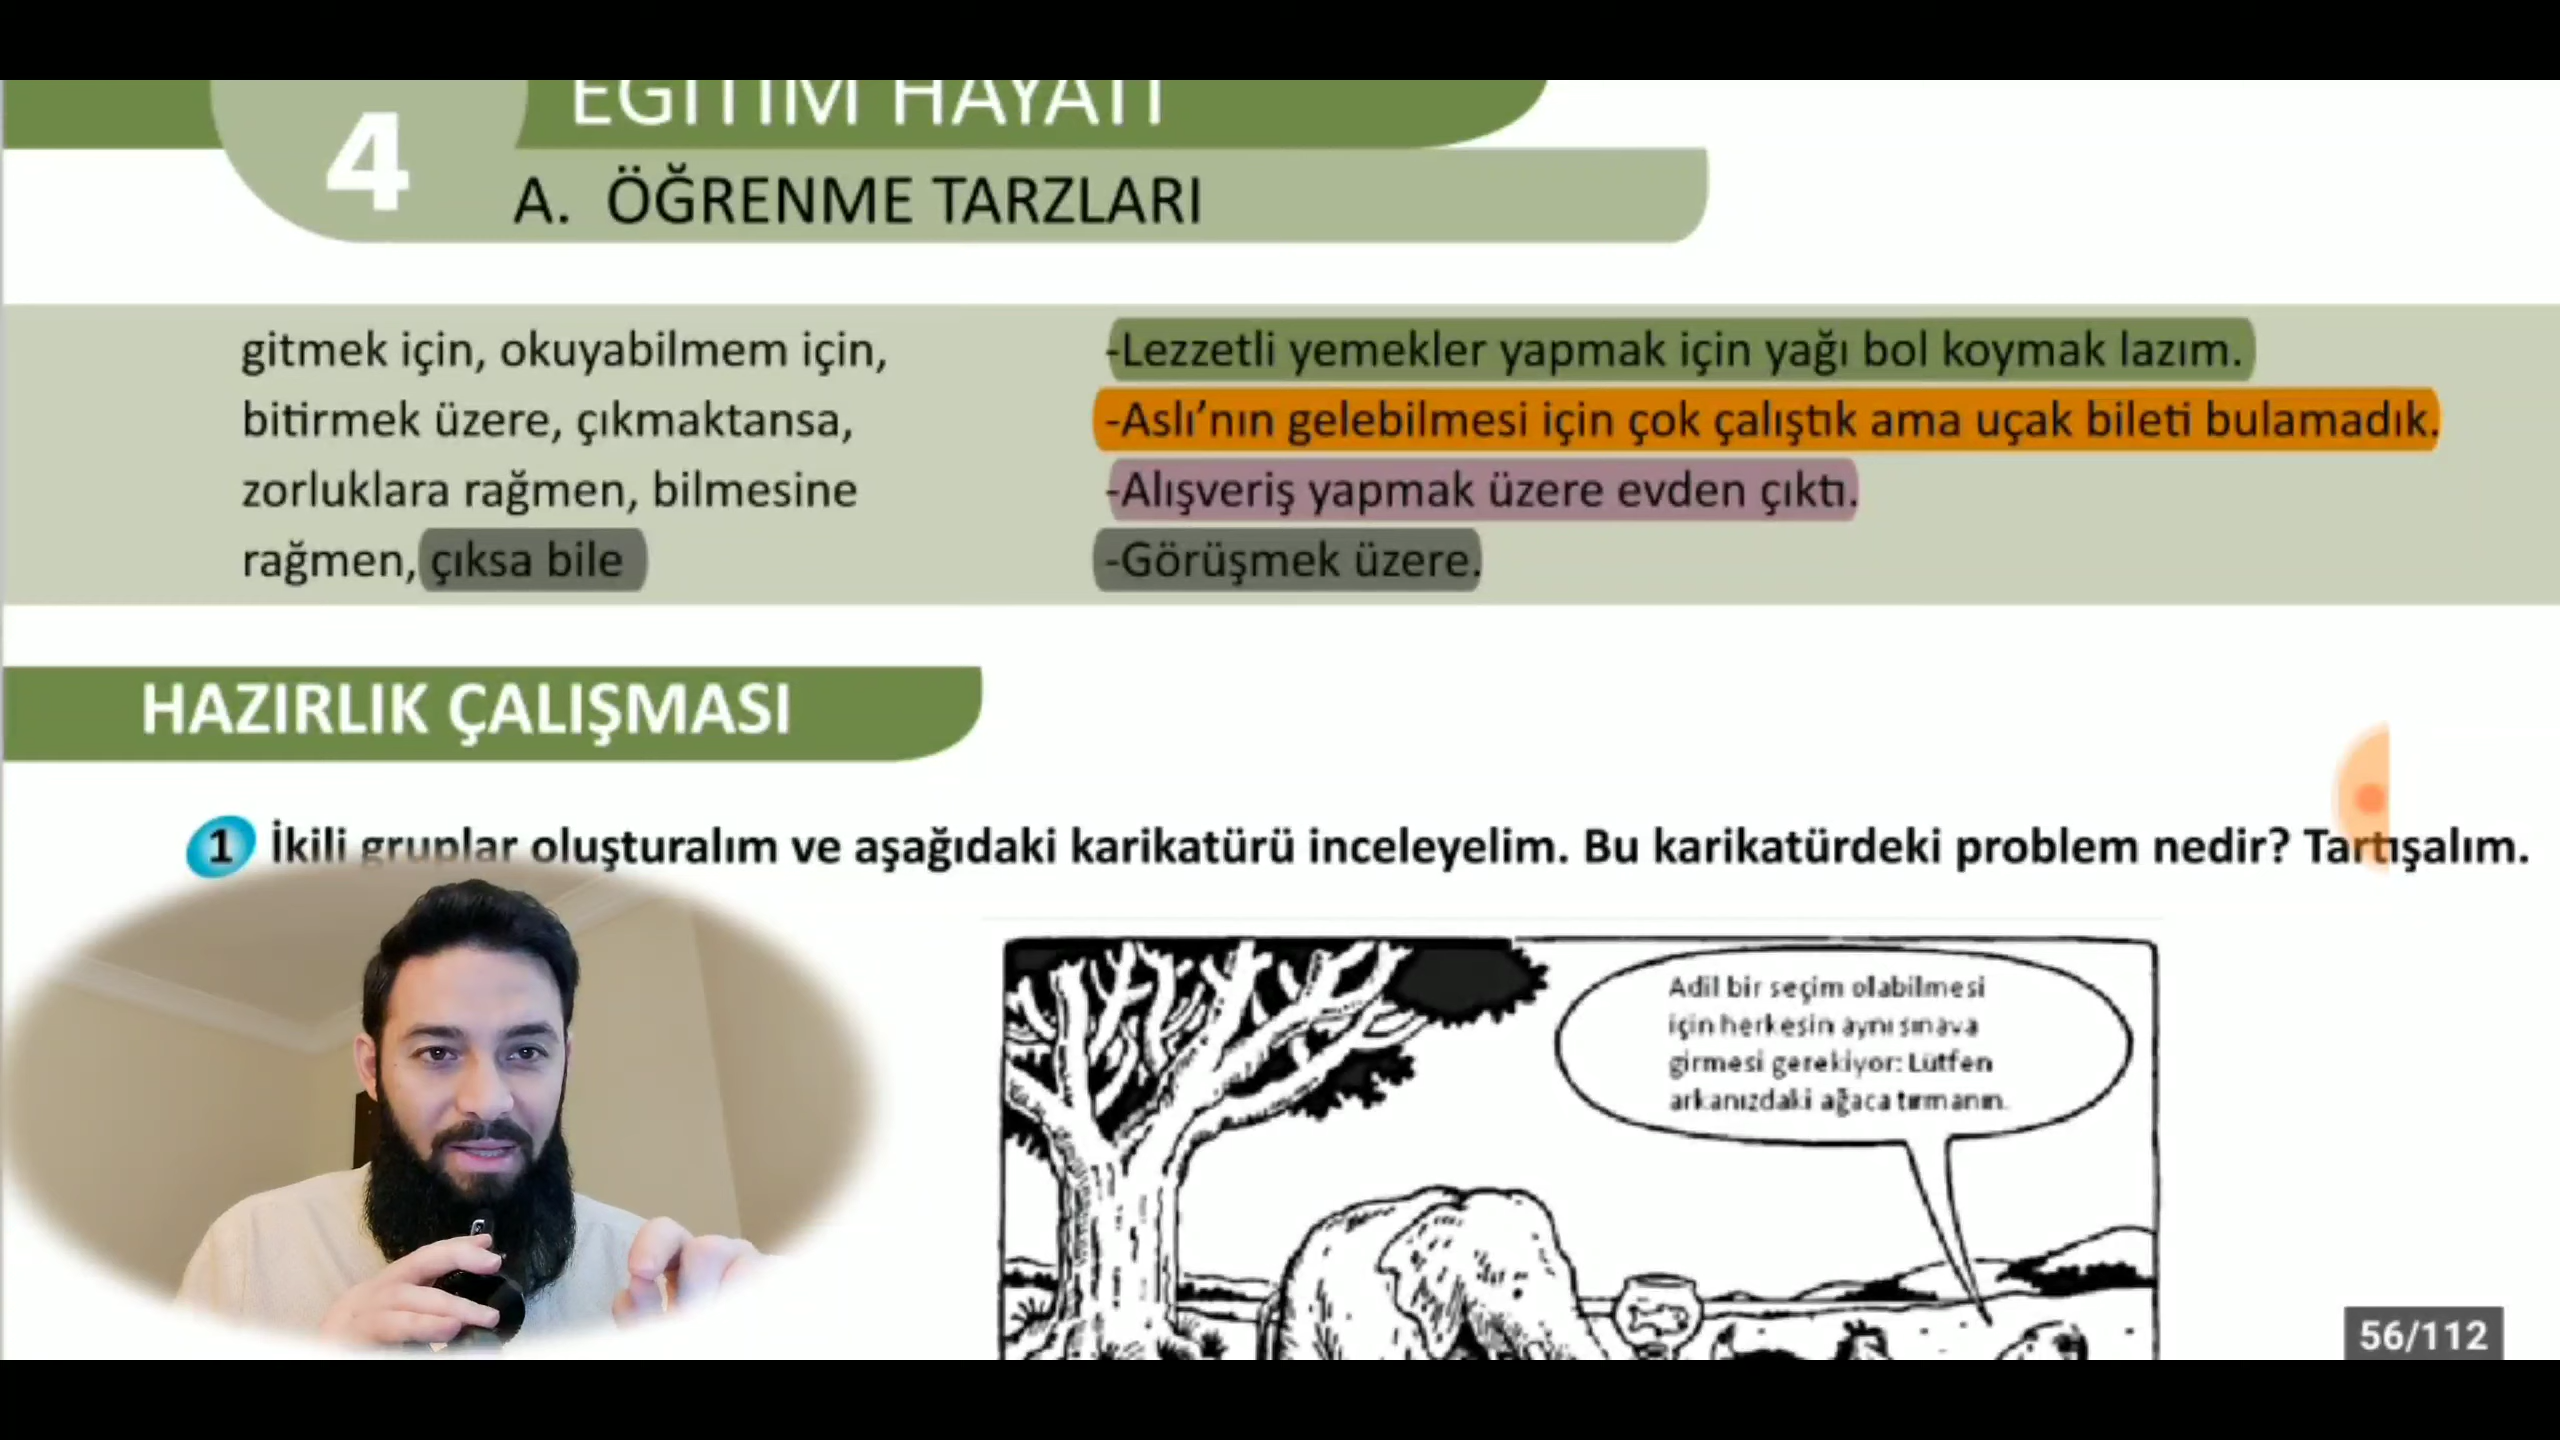 4
EĞİTİM HAYATI
A. ÖĞRENME TARZLARI
gitmek için, okuyabilmem için,
bitirmek üzere, çıkmaktansa,
zorluklara rağmen, bilmesine
rağmen, çıksa bile
-Lezzetli yemekler yapmak için yağı bol koymak lazım.
-Aslı’nın gelebilmesi için çok çalıştık ama uçak bileti bulamadık.
-Alışveriş yapmak üzere evden çıktı.
-Görüşmek üzere.
HAZIRLIK ÇALIŞMASI
1 İkili gruplar oluşturalım ve aşağıdaki karikatürü inceleyelim. Bu karikatürdeki problem nedir? Tartışalım.
Adil bir seçim olabilmesi
için herkesin aynı sınava
girmesi gerekiyor: Lütfen
arkanızdaki ağaca tırmanın.
56/112